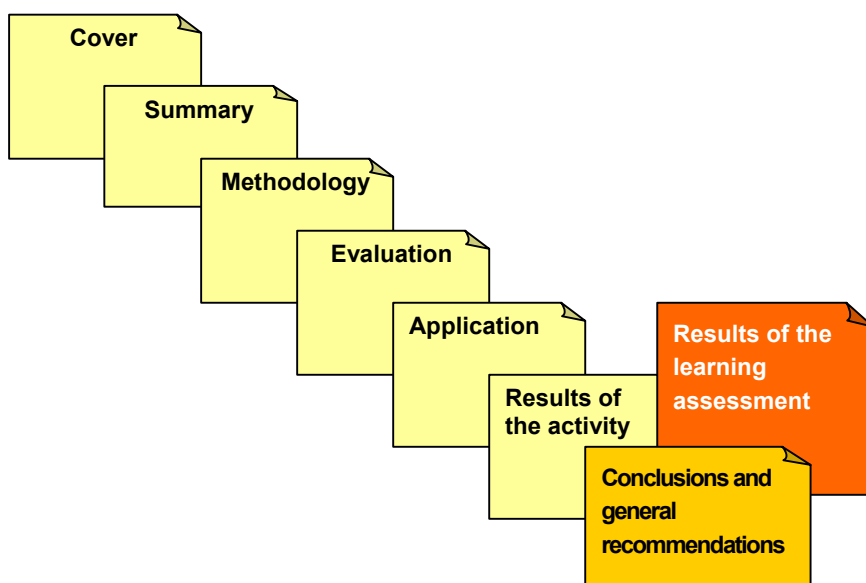 Cover
Summary
Methodology
Evaluation
Application
Results of
the activity
Results of the
learning
assessment
Conclusions and
general
recommendations